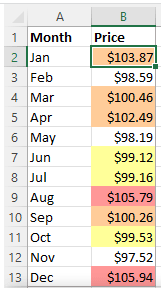 A B
1 Month Price
2 Jan $103.87
3 Feb $98.59
4 Mar $100.46
5 Apr $102.49
6 May $98.19
7 Jun $99.12
8 Jul $99.16
9 Aug $105.79
10 Sep $100.26
11 Oct $99.53
12 Nov $97.52
13 Dec $105.94